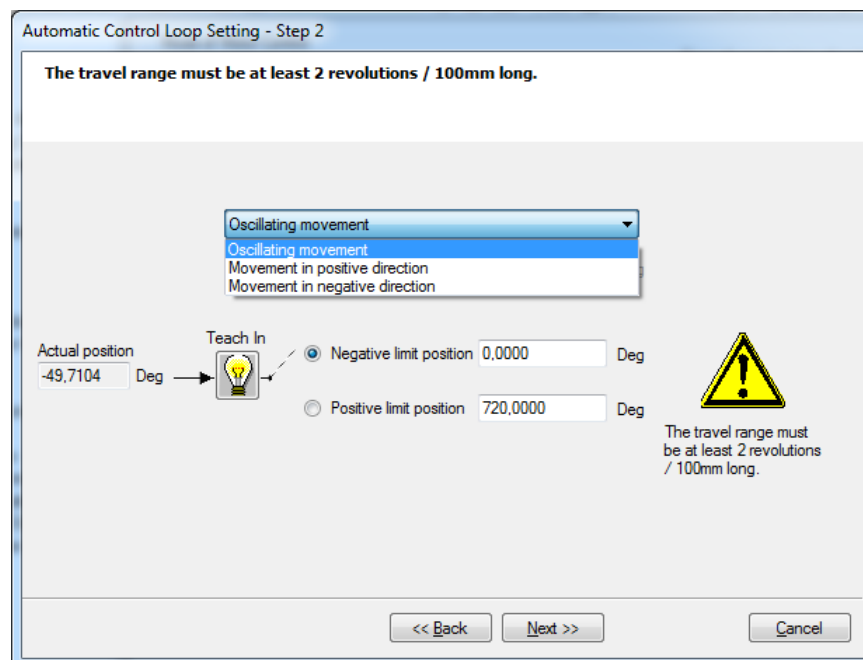 Automatic Control Loop Setting - Step 2
The travel range must be at least 2 revolutions / 100mm long.
Oscillating movement
Oscillating movement
Movement in positive direction
Movement in negative direction
Teach In
Actual position
-49,7104 Deg
Negative limit position 0,0000 Deg
Positive limit position 720,0000 Deg
The travel range must
be at least 2 revolutions
/ 100mm long.
<< Back Next >> Cancel